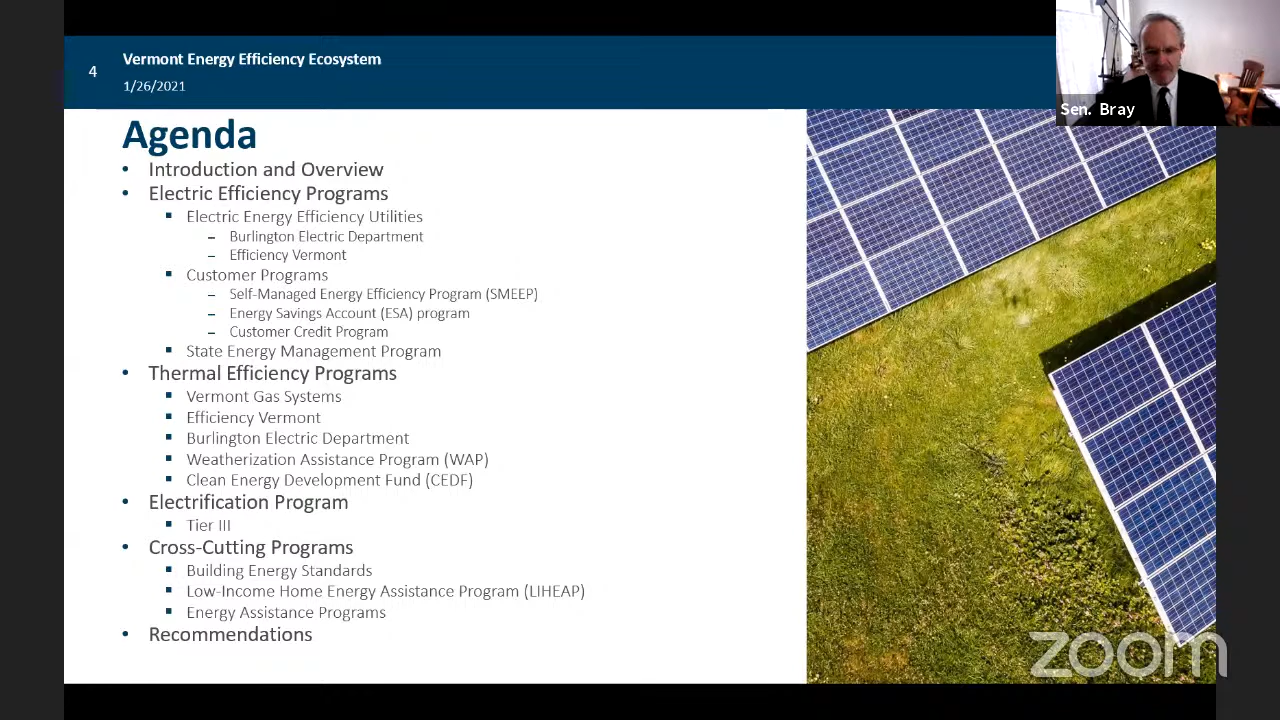 4
Vermont Energy Efficiency Ecosystem
1/26/2021
Sen. Bray
Agenda
• Introduction and Overview
• Electric Efficiency Programs
▪ Electric Energy Efficiency Utilities
– Burlington Electric Department
– Efficiency Vermont
▪ Customer Programs
– Self-Managed Energy Efficiency Program (SMEEP)
– Energy Savings Account (ESA) program
– Customer Credit Program
▪ State Energy Management Program
• Thermal Efficiency Programs
▪ Vermont Gas Systems
▪ Efficiency Vermont
▪ Burlington Electric Department
▪ Weatherization Assistance Program (WAP)
▪ Clean Energy Development Fund (CEDF)
• Electrification Program
▪ Tier III
• Cross-Cutting Programs
▪ Building Energy Standards
▪ Low-Income Home Energy Assistance Program (LIHEAP)
▪ Energy Assistance Programs
• Recommendations
zoom